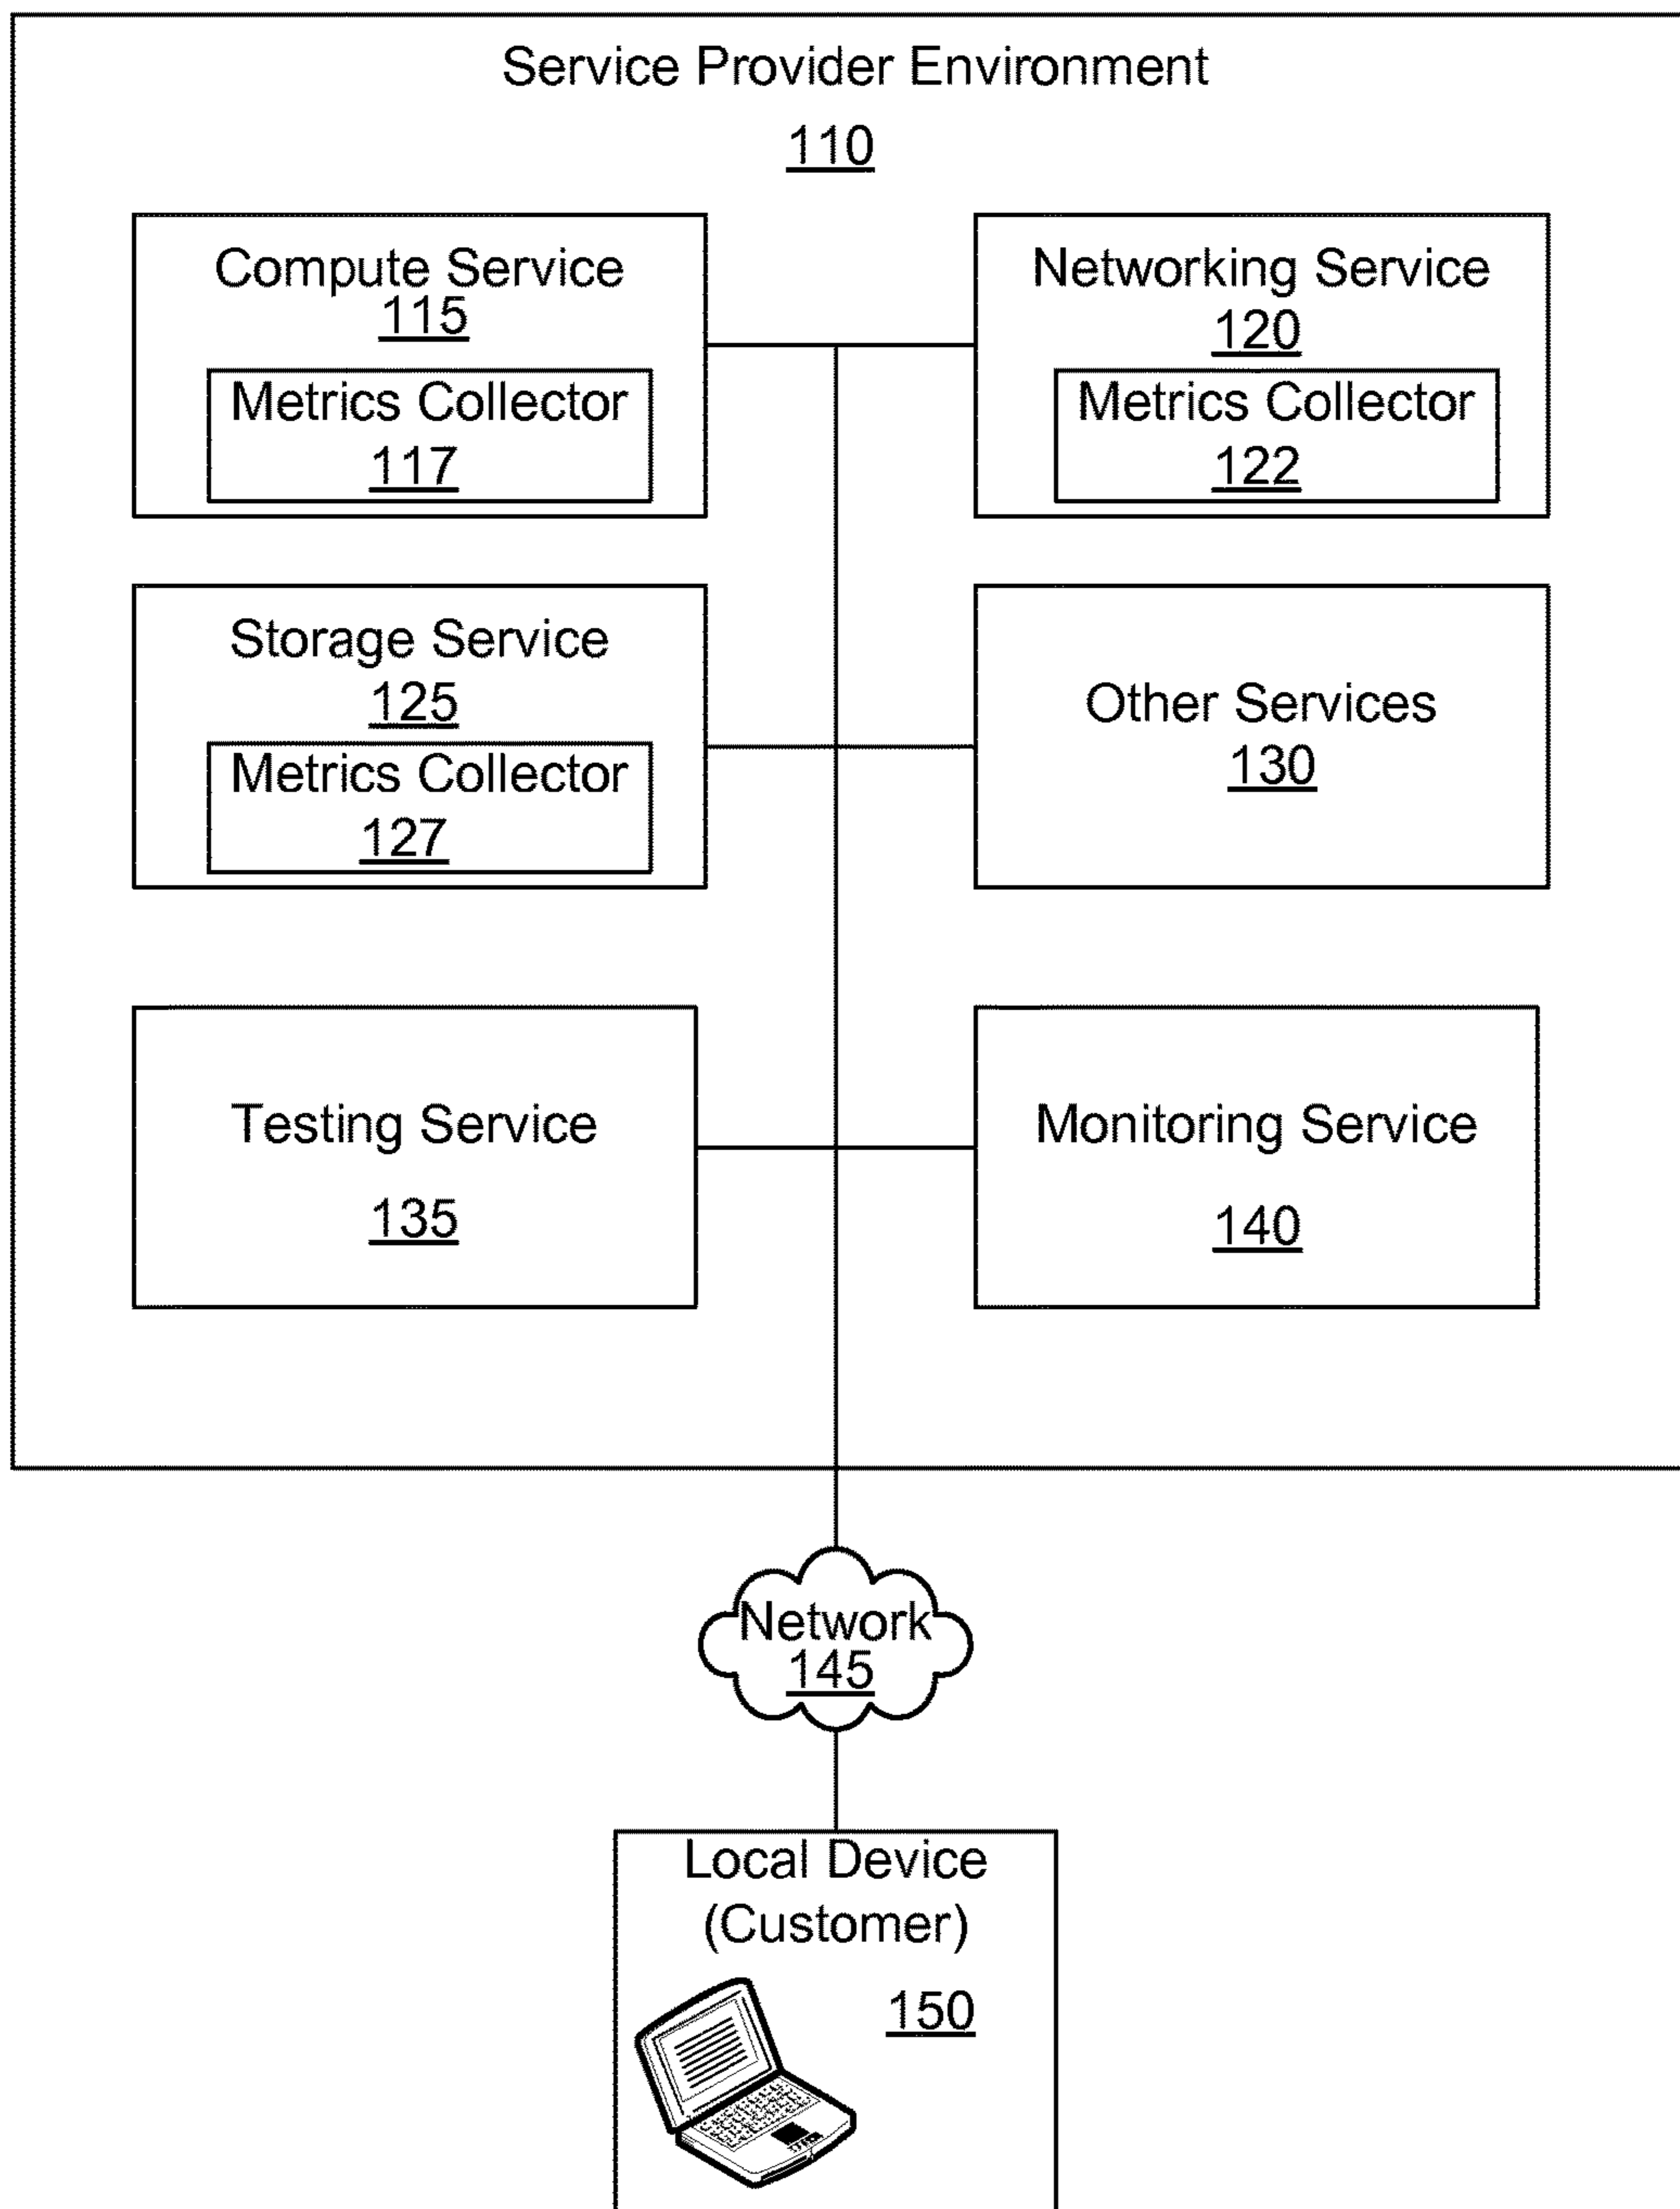 Service Provider Environment
110
Compute Service
115
Metrics Collector
117
Networking Service
120
Metrics Collector
122
Storage Service
125
Metrics Collector
127
Other Services
130
Testing Service
135
Monitoring Service
140
Network
145
Local Device
(Customer)
150